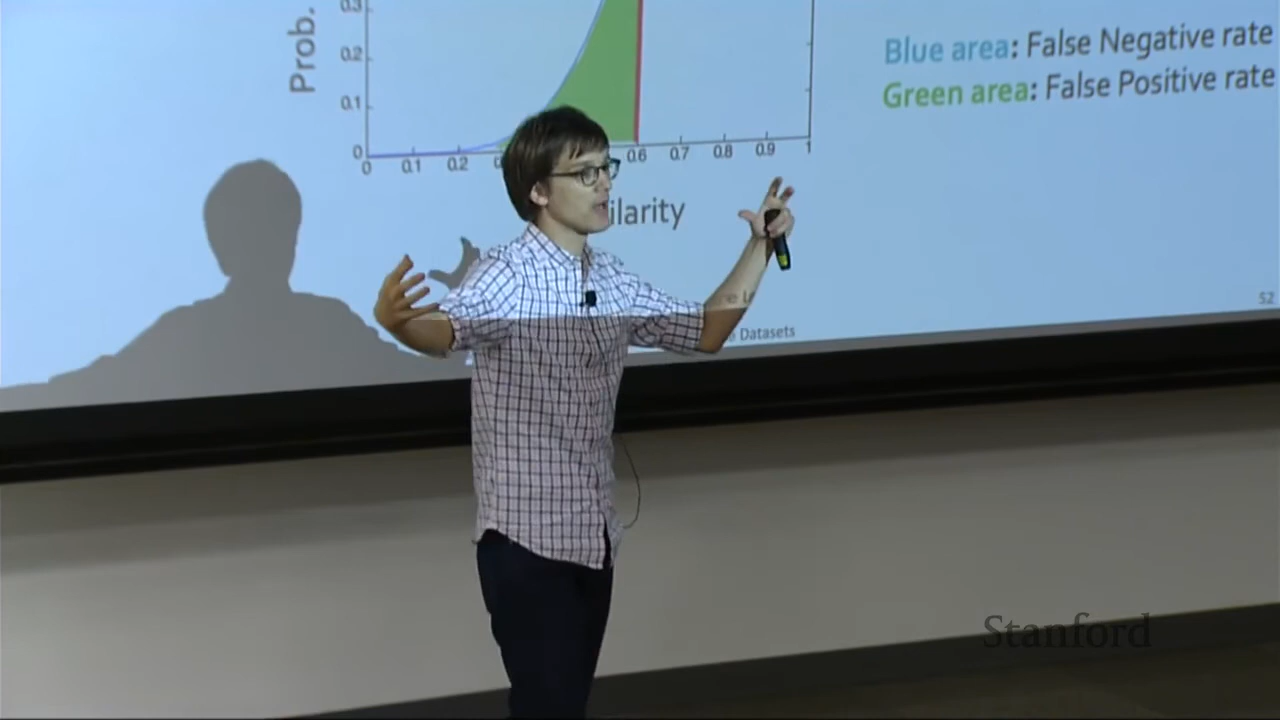 Prob.
0.3
0.2
0.1
0
0 0.1 0.2 0.6 0.7 0.8 0.9 1
ilarity
Blue area: False Negative rate
Green area: False Positive rate
52
Datasets
Stanford